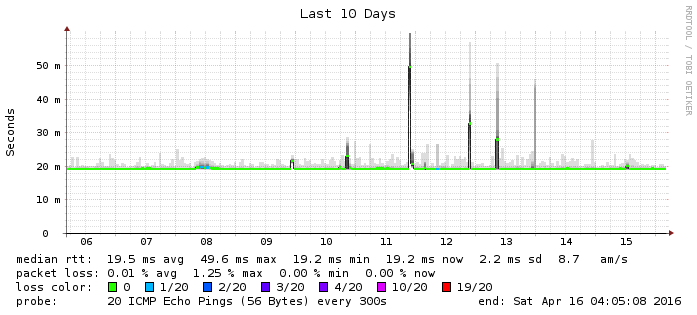 Last 10 Days
RRDTOOL / TOBI OETIKER
Seconds
50 m
40 m
30 m
20 m
10 m
0
06 07 08 09 10 11 12 13 14 15
median rtt: 19.5 ms avg 49.6 ms max 19.2 ms min 19.2 ms now 2.2 ms sd 8.7 am/s
packet loss: 0.01 % avg 1.25 % max 0.00 % min 0.00 % now
loss color: 0 1/20 2/20 3/20 4/20 10/20 19/20
probe: 20 ICMP Echo Pings (56 Bytes) every 300s end: Sat Apr 16 04:05:08 2016